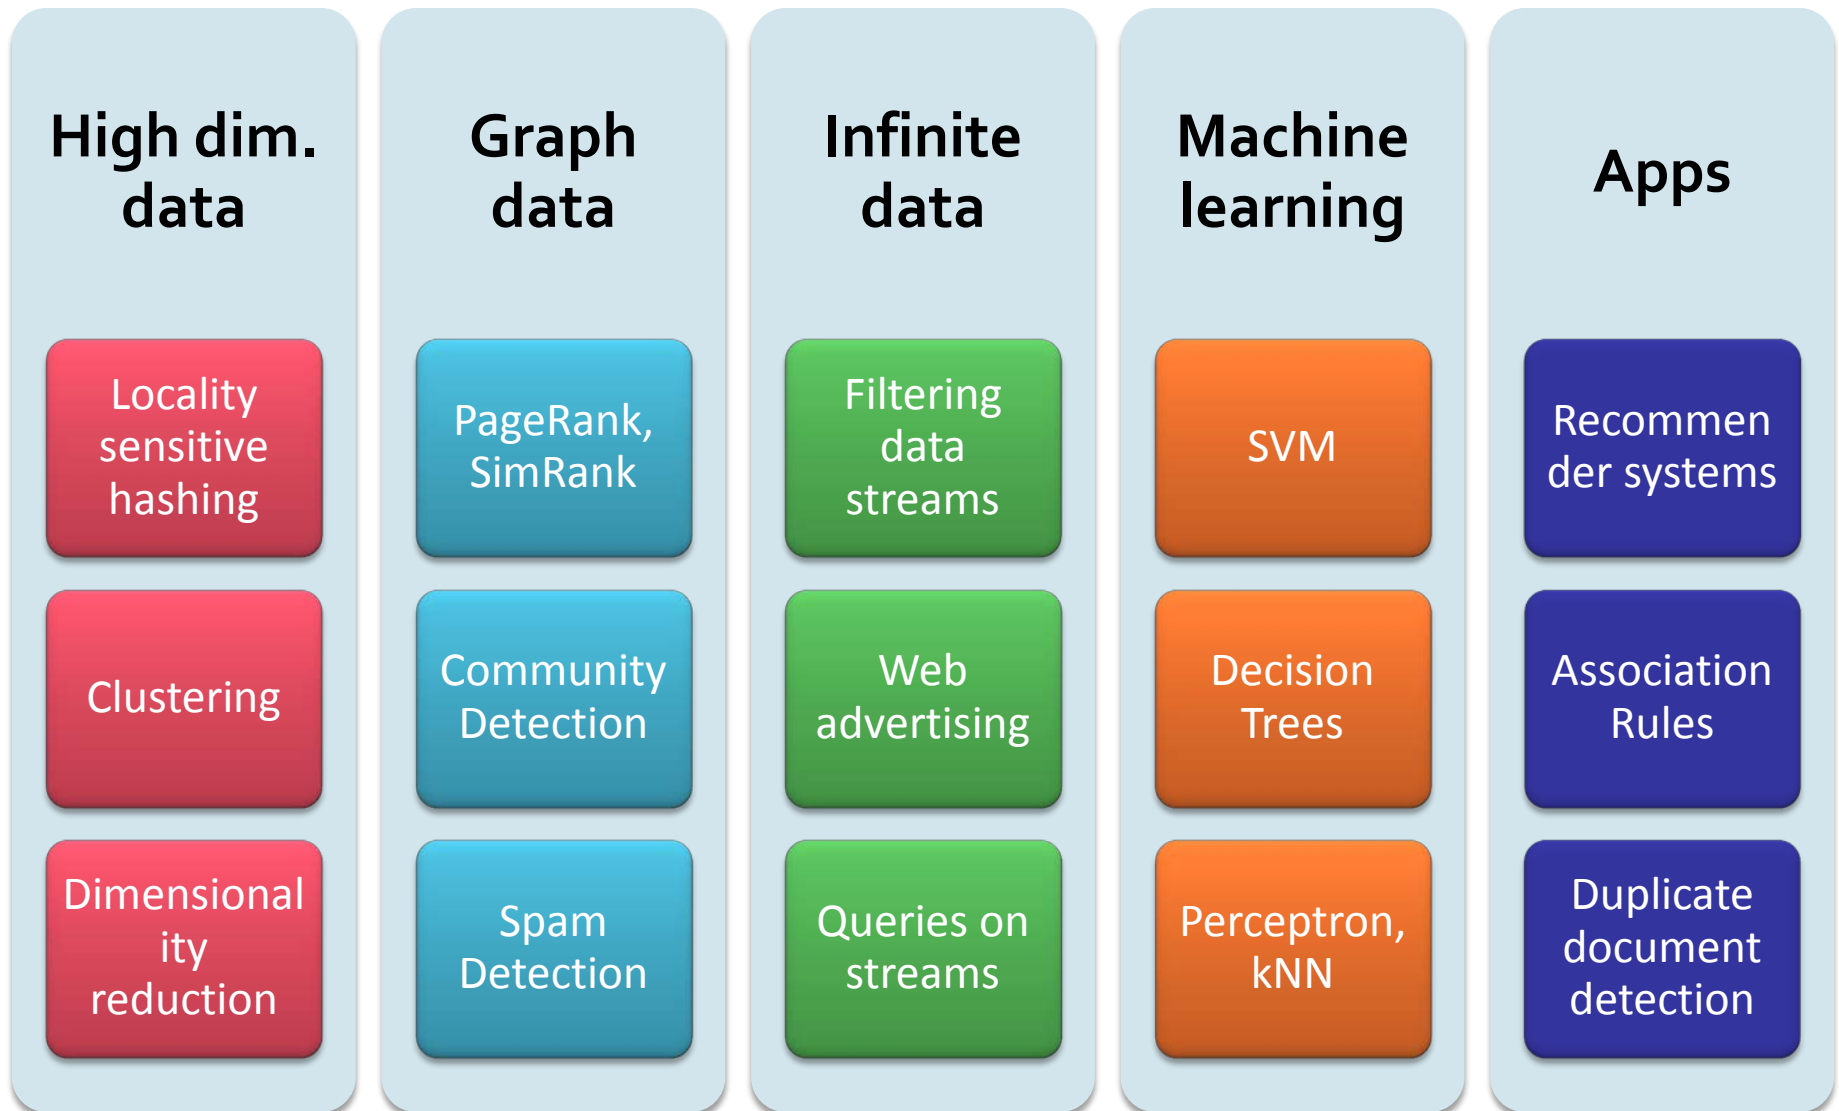 High dim.
data
Locality
sensitive
hashing
Clustering
Dimensional
ity
reduction
Graph
data
PageRank,
SimRank
Community
Detection
Spam
Detection
Infinite
data
Filtering
data
streams
Web
advertising
Queries on
streams
Machine
learning
SVM
Decision
Trees
Perceptron,
kNN
Apps
Recommen
der systems
Association
Rules
Duplicate
document
detection